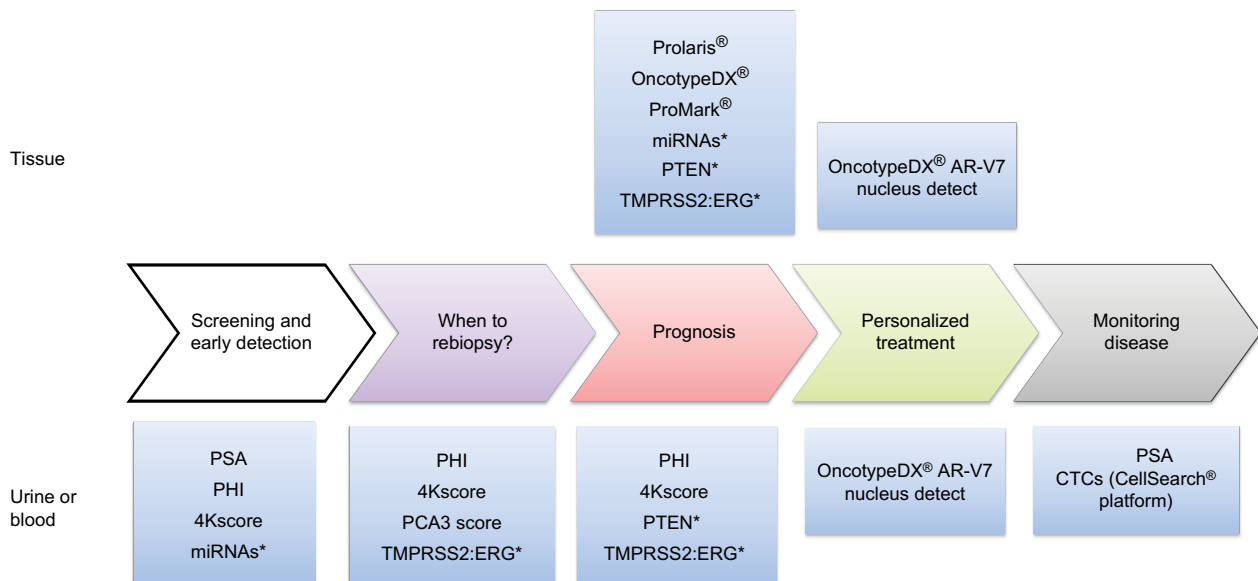 Prolaris®
OncotypeDX®
ProMark®
miRNAs*
PTEN*
TMPRSS2:ERG*
Tissue
OncotypeDX® AR-V7
nucleus detect
Screening and
early detection
When to
rebiopsy?
Prognosis
Personalized
treatment
Monitoring
disease
Urine or
blood
PSA
PHI
4Kscore
miRNAs*
PHI
4Kscore
PCA3 score
TMPRSS2:ERG*
PHI
4Kscore
PTEN*
TMPRSS2:ERG*
OncotypeDX® AR-V7
nucleus detect
PSA
CTCs (CellSearch®
platform)